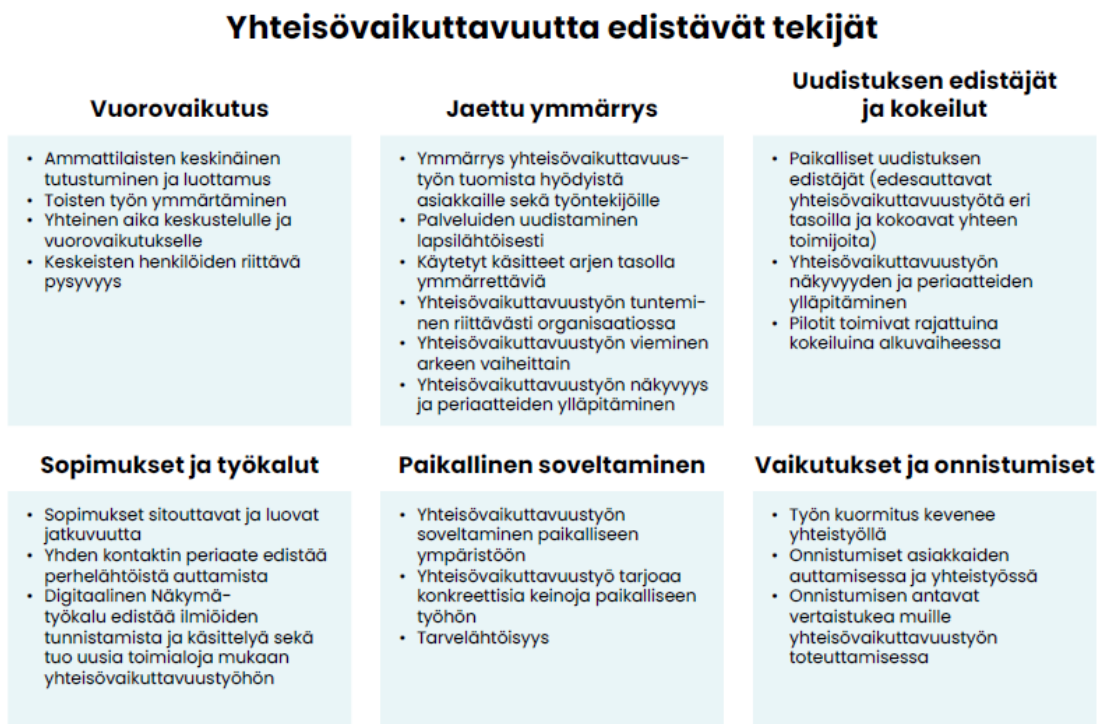 Yhteisövaikuttavuutta edistävät tekijät
Vuorovaikutus
• Ammattilaisten keskinäinen
tutustuminen ja luottamus
• Toisten työn ymmärtäminen
• Yhteinen aika keskustelulle ja
vuorovaikutukselle
• Keskeisten henkilöiden riittävä
pysyvyys
Jaettu ymmärrys
• Ymmärrys yhteisövaikuttavuus-
työn tuomista hyödyistä
asiakkaille sekä työntekijöille
• Palveluiden uudistaminen
lapsilähtöisesti
• Käytetyt käsitteet arjen tasolla
ymmärrettäviä
• Yhteisövaikuttavuustyön tuntemi-
nen riittävästi organisaatiossa
• Yhteisövaikuttavuustyön vieminen
arkeen vaiheittain
• Yhteisövaikuttavuustyön näkyvyys
ja periaatteiden ylläpitäminen
Uudistuksen edistäjät
ja kokeilut
• Paikalliset uudistuksen
edistäjät (edesauttavat
yhteisövaikuttavuustyötä eri
tasoilla ja kokoavat yhteen
toimijoita)
• Yhteisövaikuttavuustyön
näkyvyyden ja periaatteiden
ylläpitäminen
• Pilotit toimivat rajattuina
kokeiluina alkuvaiheessa
Sopimukset ja työkalut
• Sopimukset sitouttavat ja luovat
jatkuvuutta
• Yhden kontaktin periaate edistää
perhelähtöistä auttamista
• Digitaalinen Näkymä-
työkalu edistää ilmiöiden
tunnistamista ja käsittelyä sekä
tuo uusia toimialoja mukaan
yhteisövaikuttavuustyöhön
Paikallinen soveltaminen
• Yhteisövaikuttavuustyön
soveltaminen paikalliseen
ympäristöön
• Yhteisövaikuttavuustyö tarjoaa
konkreettisia keinoja paikalliseen
työhön
• Tarvelähtöisyys
Vaikutukset ja onnistumiset
• Työn kuormitus kevenee
yhteistyöllä
• Onnistumiset asiakkaiden
auttamisessa ja yhteistyössä
• Onnistumisen antavat
vertaistukea muille
yhteisövaikuttavuustyön
toteuttamisessa